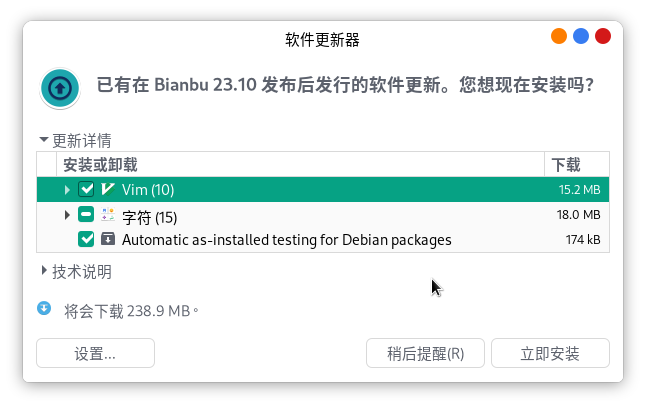 软件更新器
已有在 Bianbu 23.10 发布后发行的软件更新。您想现在安装吗?
更新详情
安装或卸载 下载
Vim (10) 15.2 MB
字符 (15) 18.0 MB
Automatic as-installed testing for Debian packages 174 kB
技术说明
将会下载 238.9 MB。
设置... 稍后提醒(R) 立即安装